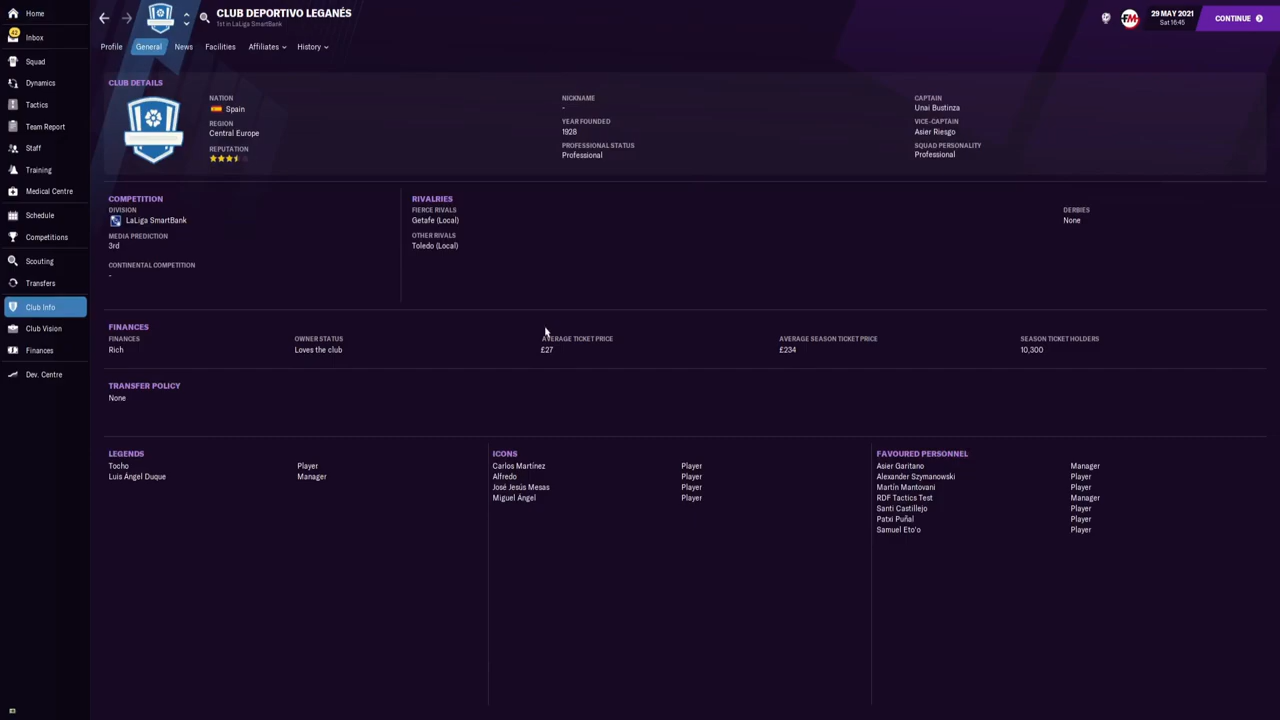 Home
CLUB DEPORTIVO LEGANÉS
1st in LaLiga SmartBank
29 MAY 2021
Sat 16:45
CONTINUE
FM
42
Inbox
Profile
General
News
Facilities
Affiliates
History
Squad
Dynamics
Tactics
Team Report
Staff
Training
Medical Centre
Schedule
Competitions
Scouting
Transfers
Club Info
Club Vision
Finances
Dev. Centre
CLUB DETAILS
NATION
Spain
REGION
Central Europe
REPUTATION
NICKNAME
-
YEAR FOUNDED
1928
PROFESSIONAL STATUS
Professional
CAPTAIN
Unai Bustinza
VICE-CAPTAIN
Asier Riesgo
SQUAD PERSONALITY
Professional
COMPETITION
DIVISION
LaLiga SmartBank
MEDIA PREDICTION
3rd
CONTINENTAL COMPETITION
-
RIVALRIES
FIERCE RIVALS
Getafe (Local)
OTHER RIVALS
Toledo (Local)
DERBIES
None
FINANCES
FINANCES
Rich
OWNER STATUS
Loves the club
AVERAGE TICKET PRICE
£27
AVERAGE SEASON TICKET PRICE
£234
SEASON TICKET HOLDERS
10,300
TRANSFER POLICY
None
LEGENDS
Tocho Player
Luis Ángel Duque Manager
ICONS
Carlos Martínez Player
Alfredo Player
José Jesús Mesas Player
Miguel Ángel Player
FAVOURED PERSONNEL
Asier Garitano Manager
Alexander Szymanowski Player
Martín Mantovani Player
RDF Tactics Test Manager
Santi Castillejo Player
Patxi Puñal Player
Samuel Eto'o Player